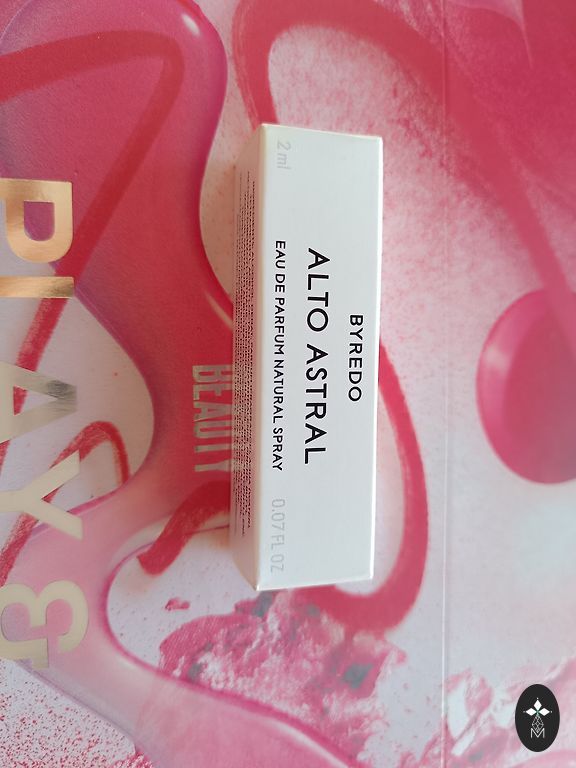 BYREDO
ALTO ASTRAL
EAU DE PARFUM NATURAL SPRAY
2 ml
0.07 FL OZ
BEAUTY
PLAY &
M